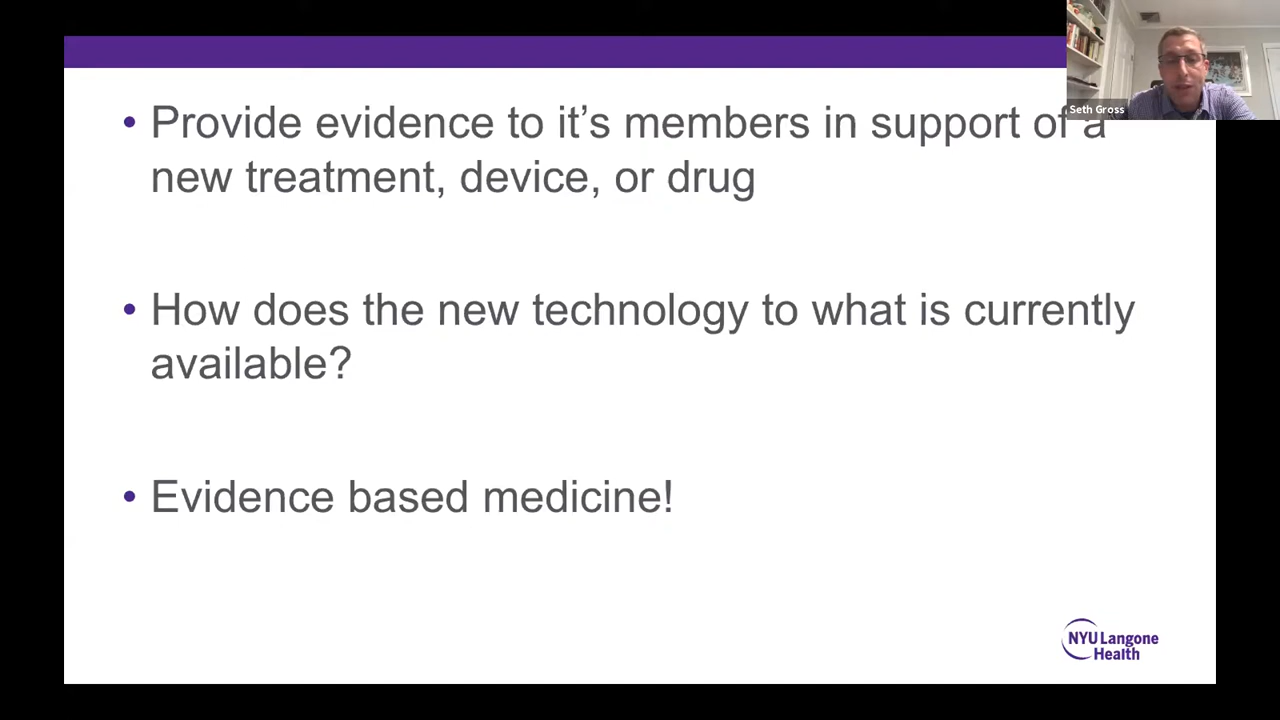 • Provide evidence to it’s members in support of a
new treatment, device, or drug
• How does the new technology to what is currently
available?
• Evidence based medicine!
Seth Gross
NYU Langone
Health